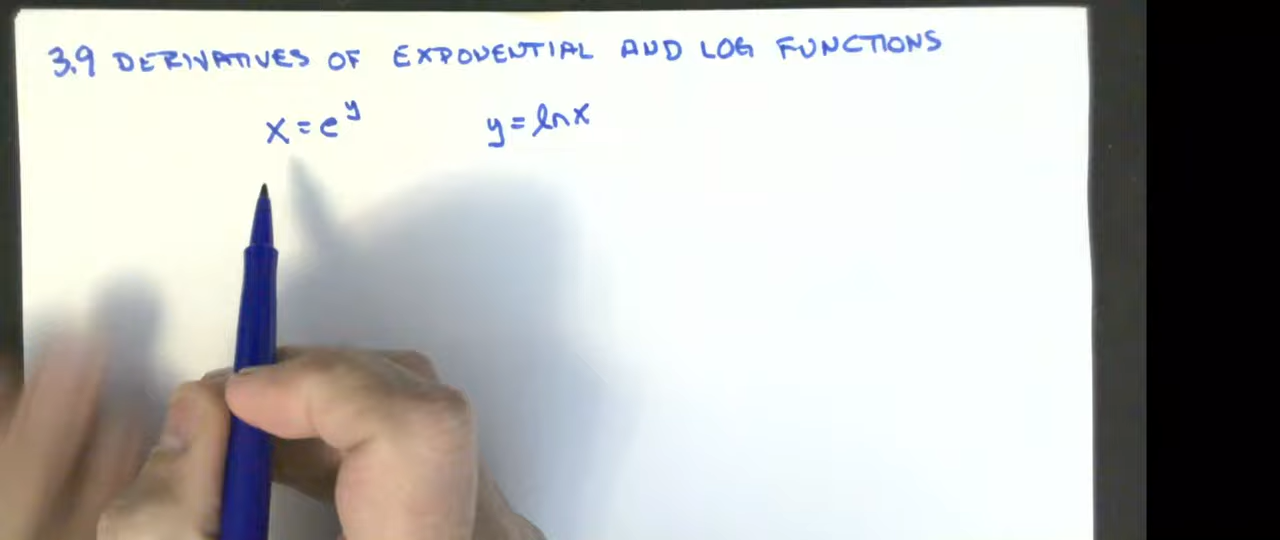 3.9 DERIVATIVES OF EXPONENTIAL AND LOG FUNCTIONS
x = e^y y = ln x